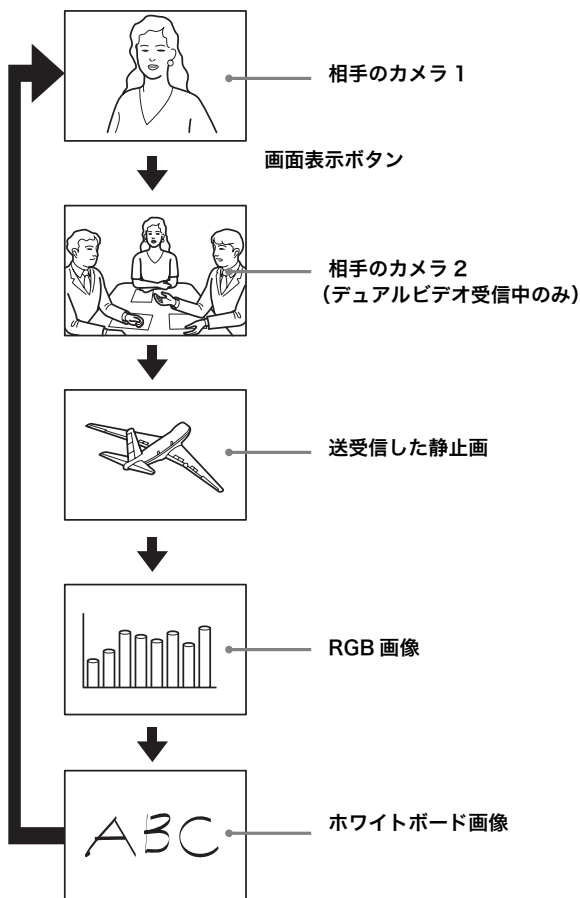 相手のカメラ 1
画面表示ボタン
相手のカメラ 2
(デュアルビデオ受信中のみ)
送受信した静止画
RGB 画像
ホワイトボード画像
ABC